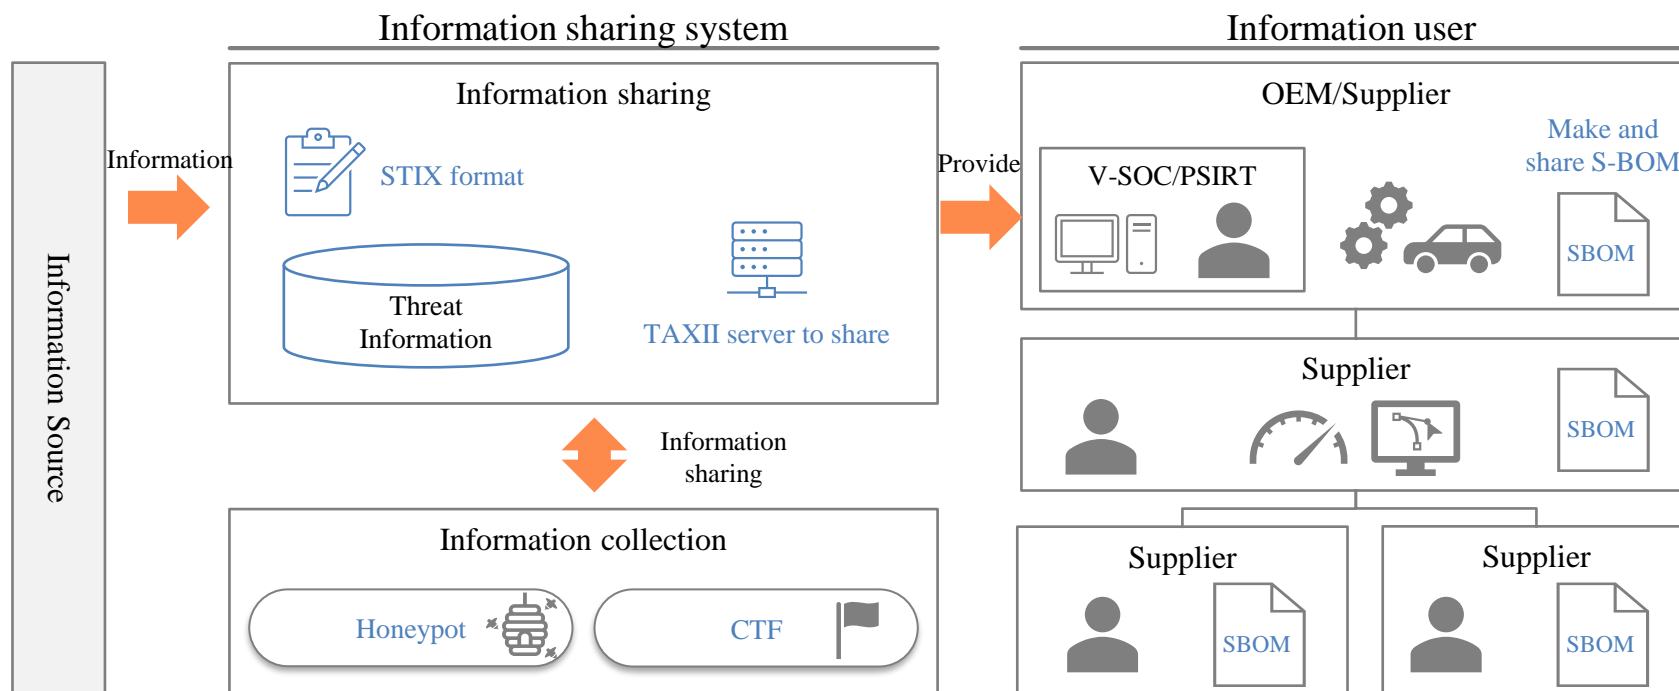 Information sharing system
Information user
Information Source
Information
Information sharing
STIX format
Threat
Information
TAXII server to share
Information
sharing
Information collection
Honeypot
CTF
Provide
OEM/Supplier
V-SOC/PSIRT
Make and
share S-BOM
SBOM
Supplier
SBOM
Supplier
SBOM
Supplier
SBOM